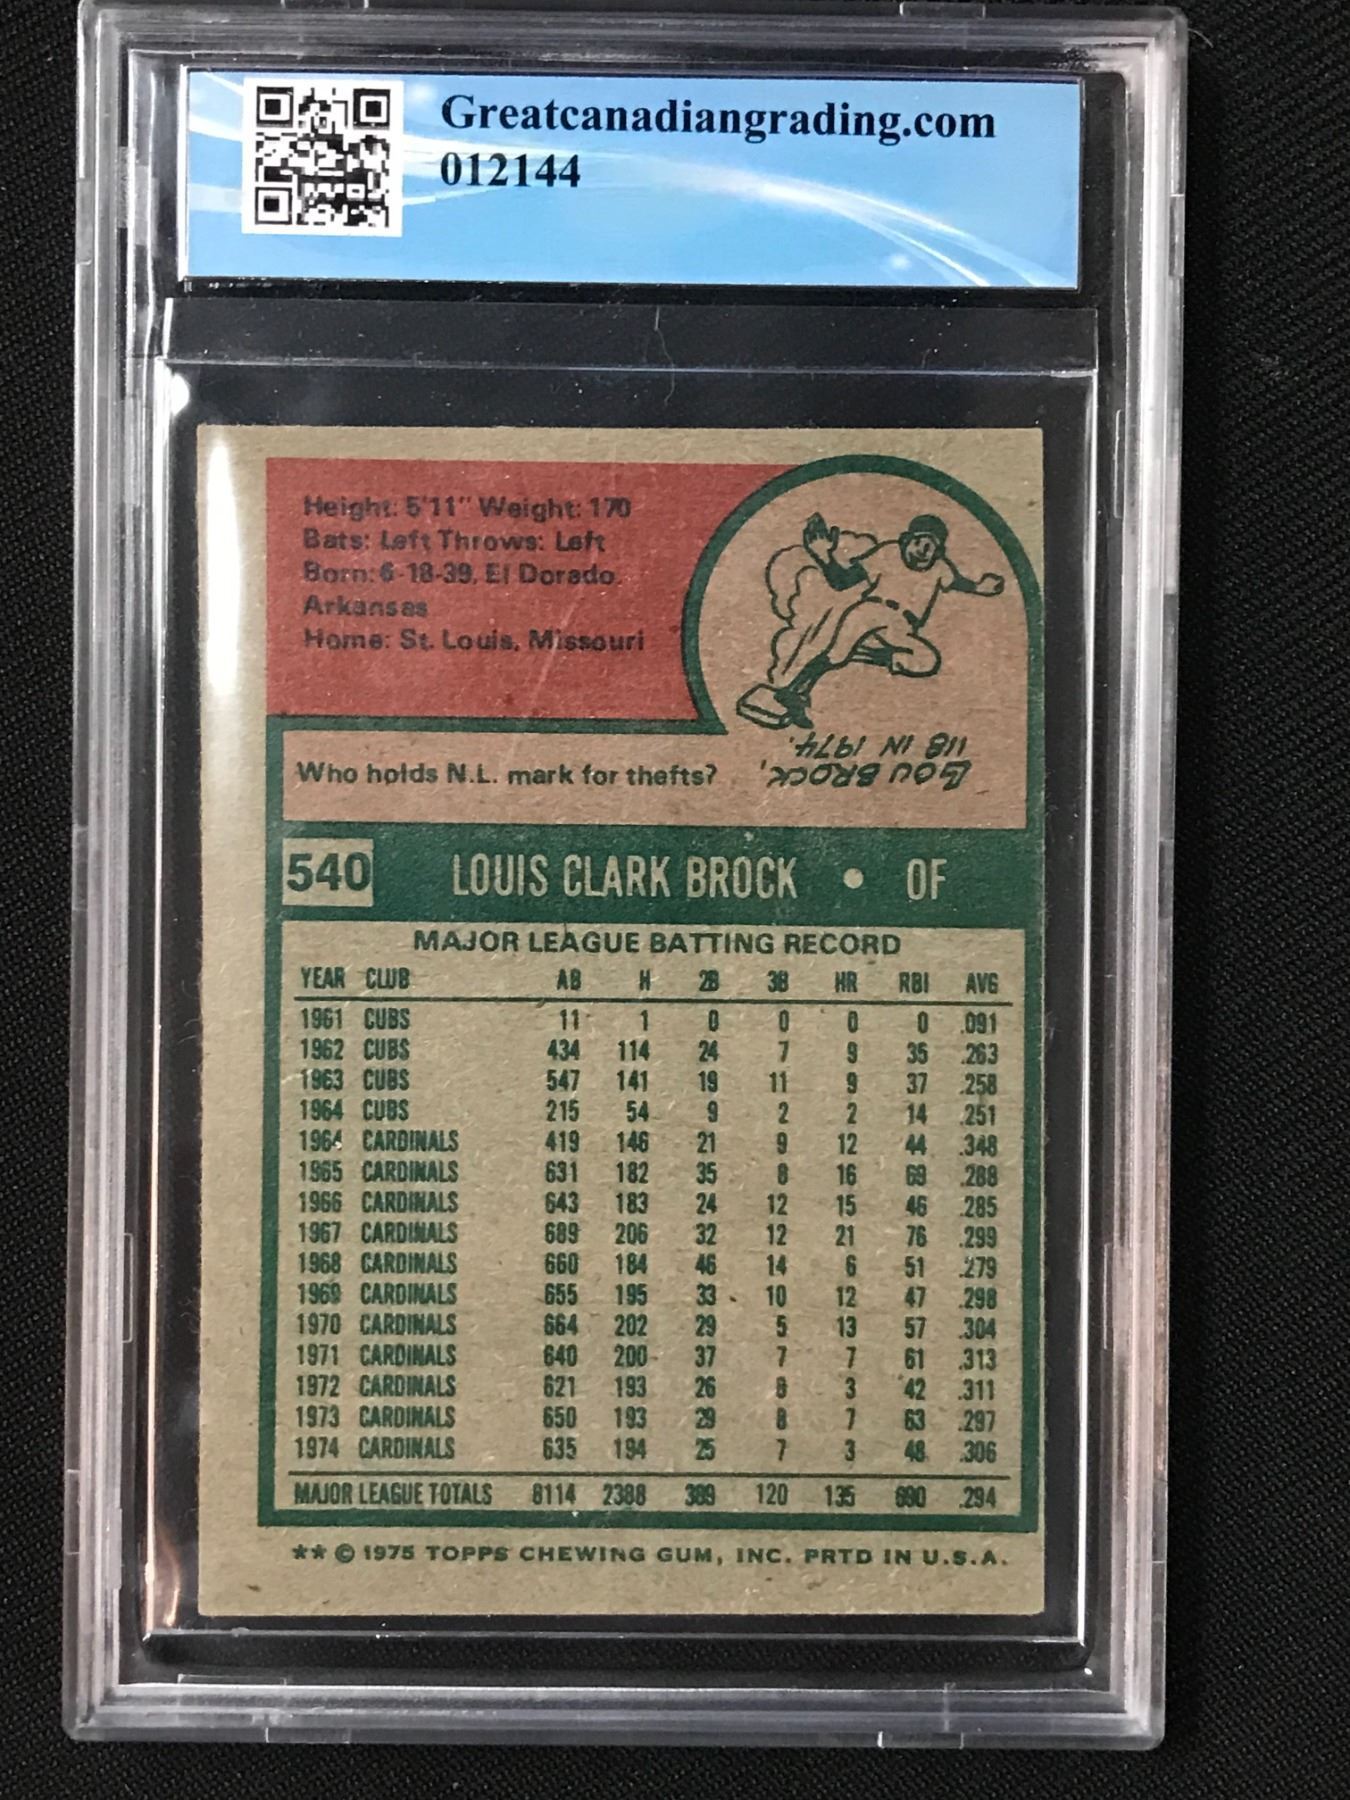 Greatcanadiangrading.com
012144
Height: 5'11" Weight: 170
Bats: Left Throws: Left
Born: 6-18-39, El Dorado,
Arkansas
Home: St. Louis, Missouri
Who holds N.L. mark for thefts?
LOU BROCK,
118 IN 1974.
540 LOUIS CLARK BROCK • OF
MAJOR LEAGUE BATTING RECORD
YEAR CLUB AB H 2B 3B HR RBI AVG
1961 CUBS 11 1 0 0 0 0 .091
1962 CUBS 434 114 24 7 9 35 .263
1963 CUBS 547 141 19 11 9 37 .258
1964 CUBS 215 54 9 2 2 14 .251
1964 CARDINALS 419 146 21 9 12 44 .348
1965 CARDINALS 631 182 35 8 16 69 .288
1966 CARDINALS 643 183 24 12 15 46 .285
1967 CARDINALS 689 206 32 12 21 76 .299
1968 CARDINALS 660 184 46 14 6 51 .279
1969 CARDINALS 655 195 33 10 12 47 .298
1970 CARDINALS 664 202 29 5 13 57 .304
1971 CARDINALS 640 200 37 7 7 61 .313
1972 CARDINALS 621 193 26 8 3 42 .311
1973 CARDINALS 650 193 29 8 7 63 .297
1974 CARDINALS 635 194 25 7 3 48 .306
MAJOR LEAGUE TOTALS 8114 2388 389 120 135 690 .294
** © 1975 TOPPS CHEWING GUM, INC. PRTD IN U.S.A.